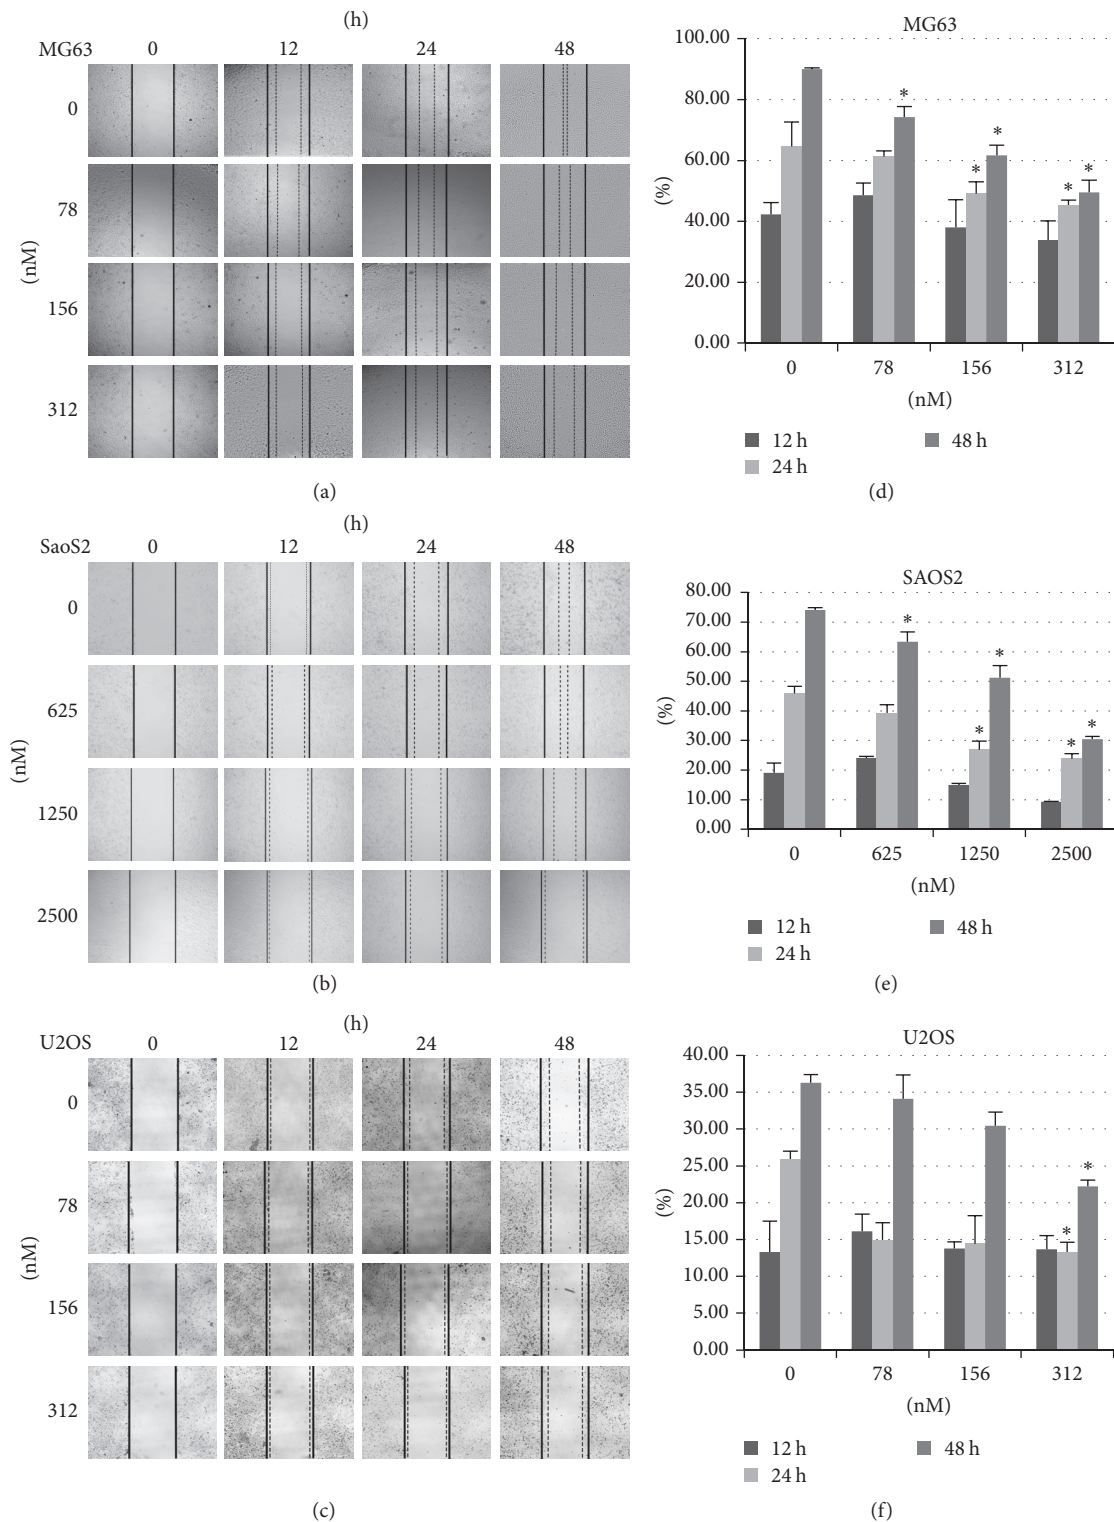 (h)
MG63 0 12 24 48
0
78
156
312
(nM)
(a)
MG63
100.00
80.00
60.00
40.00
20.00
0.00
(%)
* * * * *
0 78 156 312
(nM)
12 h
24 h
48 h
(d)
(h)
SaoS2 0 12 24 48
0
625
1250
2500
(nM)
(b)
SAOS2
80.00
70.00
60.00
50.00
40.00
30.00
20.00
10.00
0.00
(%)
* * * * *
0 625 1250 2500
(nM)
12 h
24 h
48 h
(e)
(h)
U2OS 0 12 24 48
0
78
156
312
(nM)
(c)
U2OS
40.00
35.00
30.00
25.00
20.00
15.00
10.00
5.00
0.00
(%)
* *
0 78 156 312
(nM)
12 h
24 h
48 h
(f)